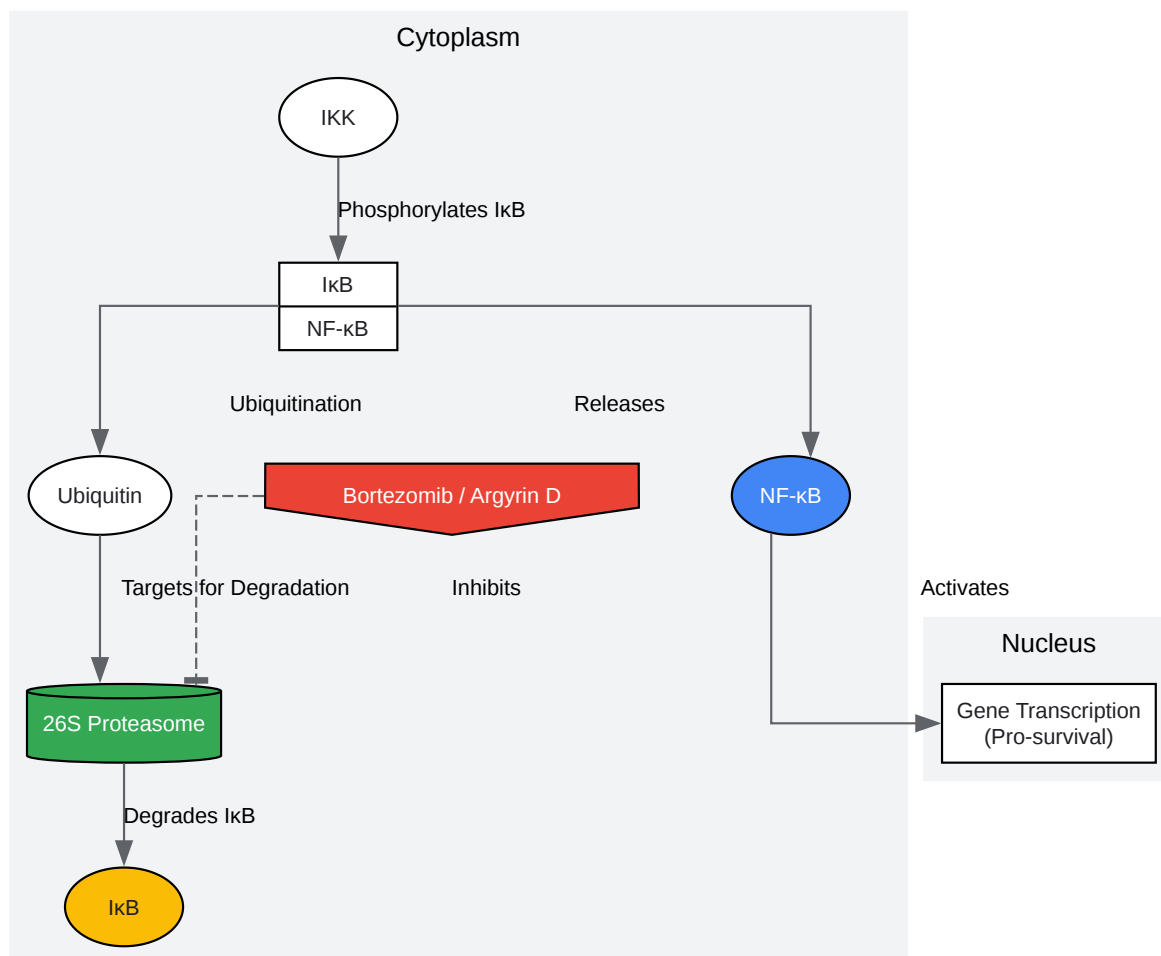 Cytoplasm
IKK
Phosphorylates IκB
IκB
NF-κB
Ubiquitination
Releases
Ubiquitin
Bortezomib / Argyrin D
NF-κB
Targets for Degradation
Inhibits
Activates
Nucleus
26S Proteasome
Gene Transcription
(Pro-survival)
Degrades IκB
IκB